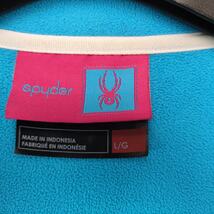 spyder
MADE IN INDONESIA
FABRIQUÉ EN INDONÉSIE
L/G